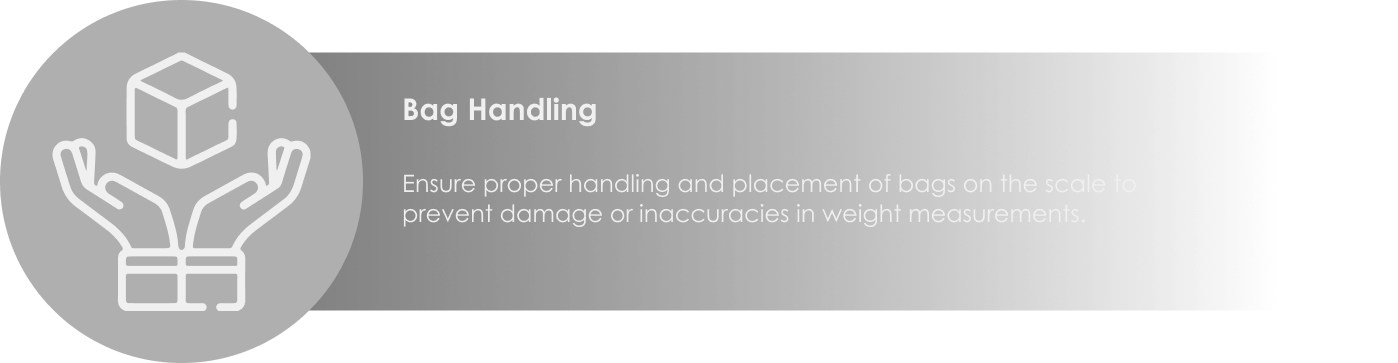 Bag Handling
Ensure proper handling and placement of bags on the scale to
prevent damage or inaccuracies in weight measurements.